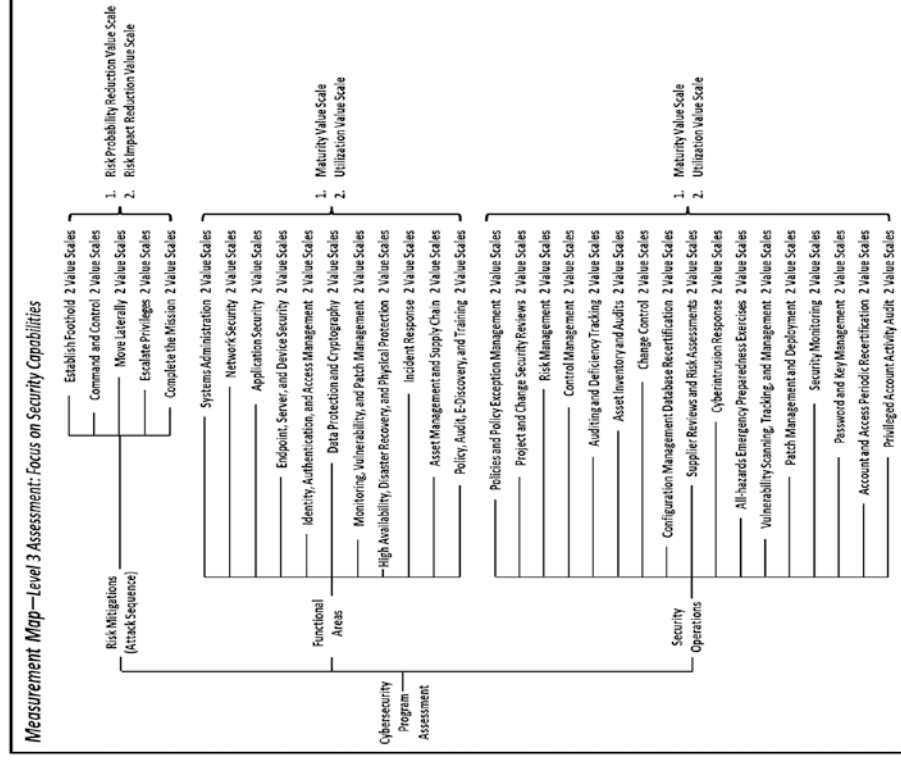 Measurement Map—Level 3 Assessment: Focus on Security Capabilities
Cybersecurity
Program
Assessment
Risk Mitigations
(Attack Sequence)
Establish Foothold 2 Value Scales
Command and Control 2 Value Scales
Move Laterally 2 Value Scales
Escalate Privileges 2 Value Scales
Complete the Mission 2 Value Scales
1. Risk Probability Reduction Value Scale
2. Risk Impact Reduction Value Scale
Functional
Areas
Systems Administration 2 Value Scales
Network Security 2 Value Scales
Application Security 2 Value Scales
Endpoint, Server, and Device Security 2 Value Scales
Identity, Authentication, and Access Management 2 Value Scales
Data Protection and Cryptography 2 Value Scales
Monitoring, Vulnerability, and Patch Management 2 Value Scales
High Availability, Disaster Recovery, and Physical Protection 2 Value Scales
Incident Response 2 Value Scales
Asset Management and Supply Chain 2 Value Scales
Policy, Audit, E-Discovery, and Training 2 Value Scales
1. Maturity Value Scale
2. Utilization Value Scale
Security
Operations
Policies and Policy Exception Management 2 Value Scales
Project and Change Security Reviews 2 Value Scales
Risk Management 2 Value Scales
Control Management 2 Value Scales
Auditing and Deficiency Tracking 2 Value Scales
Asset Inventory and Audits 2 Value Scales
Change Control 2 Value Scales
Configuration Management Database Recertification 2 Value Scales
Supplier Reviews and Risk Assessments 2 Value Scales
Cyberintrusion Response 2 Value Scales
All-hazards Emergency Preparedness Exercises 2 Value Scales
Vulnerability Scanning, Tracking, and Management 2 Value Scales
Patch Management and Deployment 2 Value Scales
Security Monitoring 2 Value Scales
Password and Key Management 2 Value Scales
Account and Access Periodic Recertification 2 Value Scales
Privileged Account Activity Audit 2 Value Scales
1. Maturity Value Scale
2. Utilization Value Scale